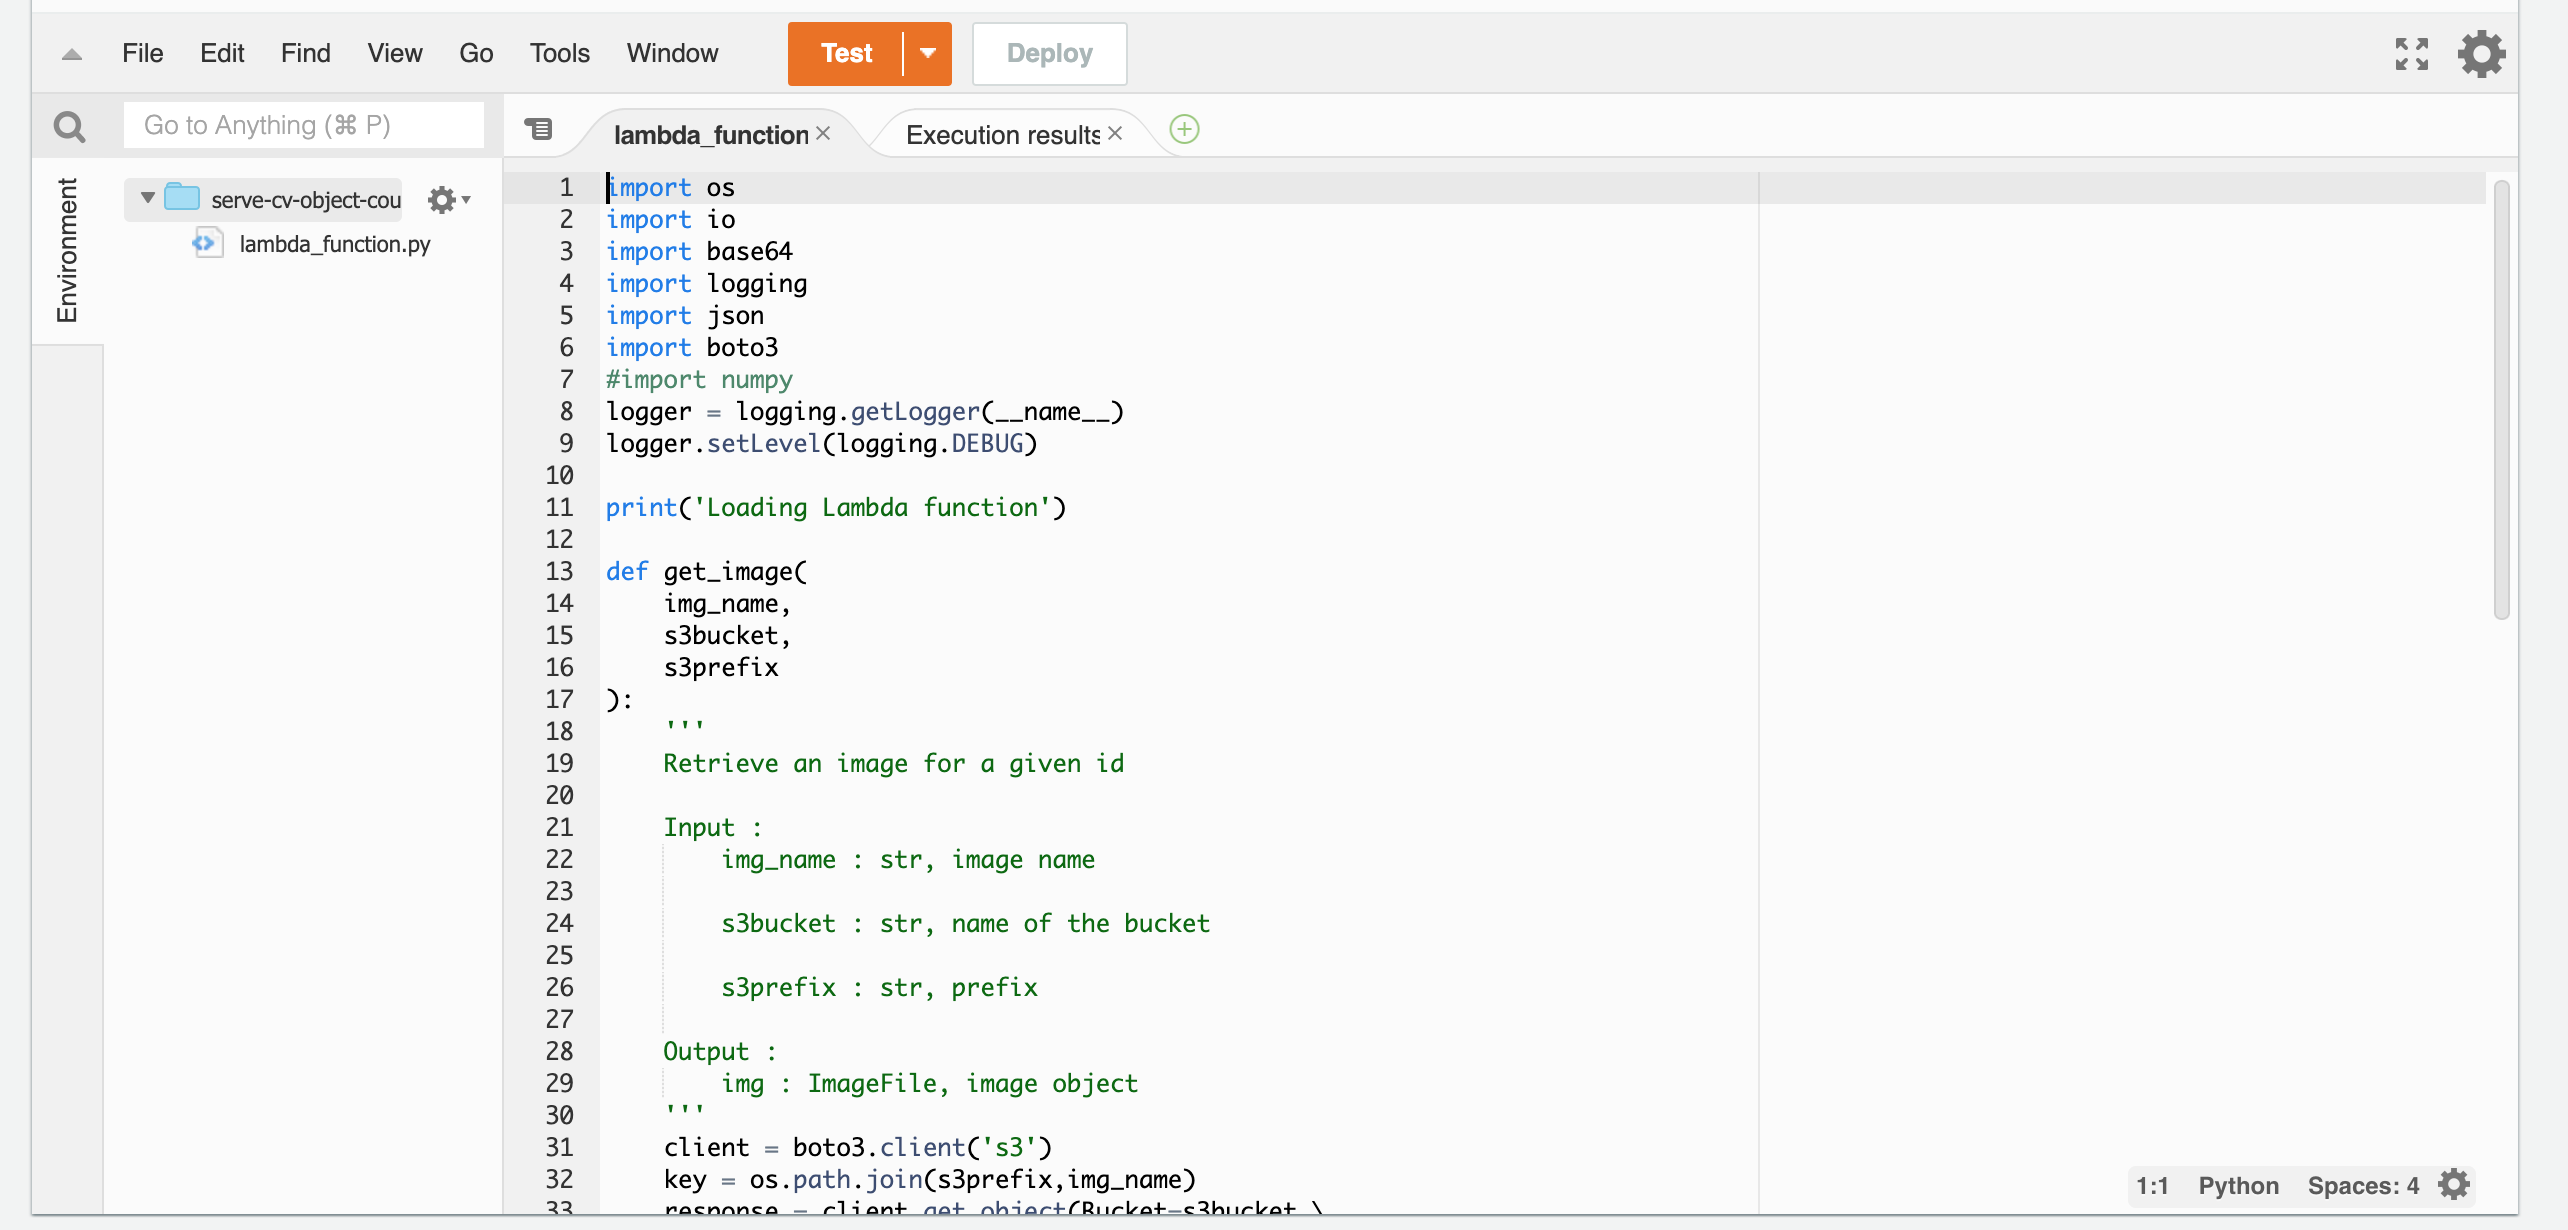 File Edit Find View Go Tools Window Test Deploy
Go to Anything (⌘ P)
lambda_function × Execution results ×
Environment
serve-cv-object-cou
lambda_function.py
1 import os
2 import io
3 import base64
4 import logging
5 import json
6 import boto3
7 #import numpy
8 logger = logging.getLogger(__name__)
9 logger.setLevel(logging.DEBUG)
10
11 print('Loading Lambda function')
12
13 def get_image(
14     img_name,
15     s3bucket,
16     s3prefix
17 ):
18     '''
19     Retrieve an image for a given id
20
21     Input :
22         img_name : str, image name
23
24         s3bucket : str, name of the bucket
25
26         s3prefix : str, prefix
27
28     Output :
29         img : ImageFile, image object
30     '''
31     client = boto3.client('s3')
32     key = os.path.join(s3prefix,img_name)
33     response = client.get_object(Bucket=s3bucket,\
1:1 Python Spaces: 4